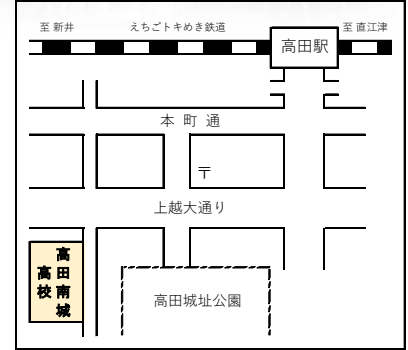 至 新井
えちごトキめき鉄道
至 直江津
高田駅
本町通
〒
上越大通り
高田南城
高校
高田城址公園